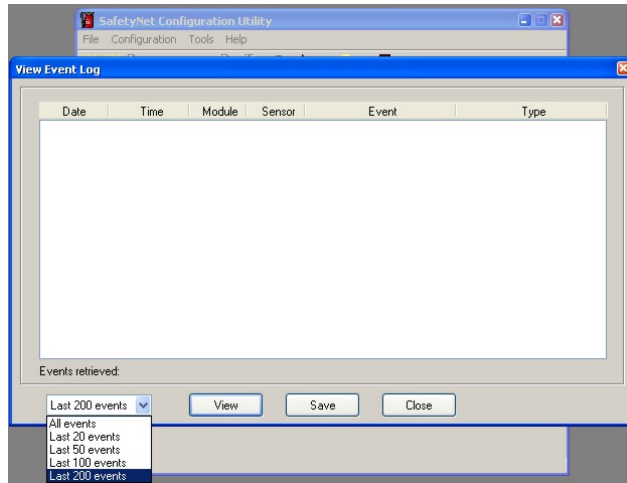 SafetyNet Configuration Utility
File Configuration Tools Help
View Event Log
Date Time Module Sensor Event Type
Events retrieved:
Last 200 events View Save Close
All events
Last 20 events
Last 50 events
Last 100 events
Last 200 events